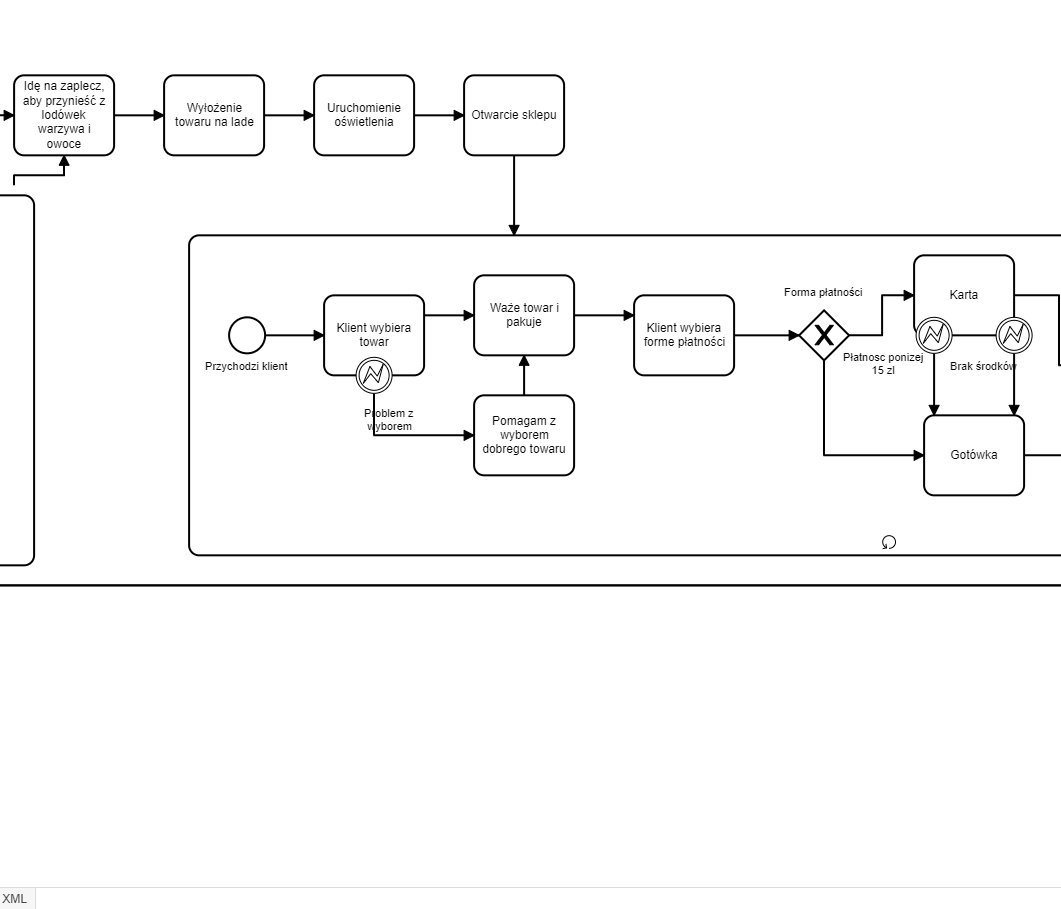 Idę na zaplecz,
aby przynieść z
lodówek
warzywa i
owoce
Wyłożenie
towaru na lade
Uruchomienie
oświetlenia
Otwarcie sklepu
Przychodzi klient
Klient wybiera
towar
Problem z
wyborem
Waże towar i
pakuje
Pomagam z
wyborem
dobrego towaru
Klient wybiera
forme płatności
Forma płatności
Karta
Płatnosc ponizej
15 zl
Brak środków
Gotówka
XML